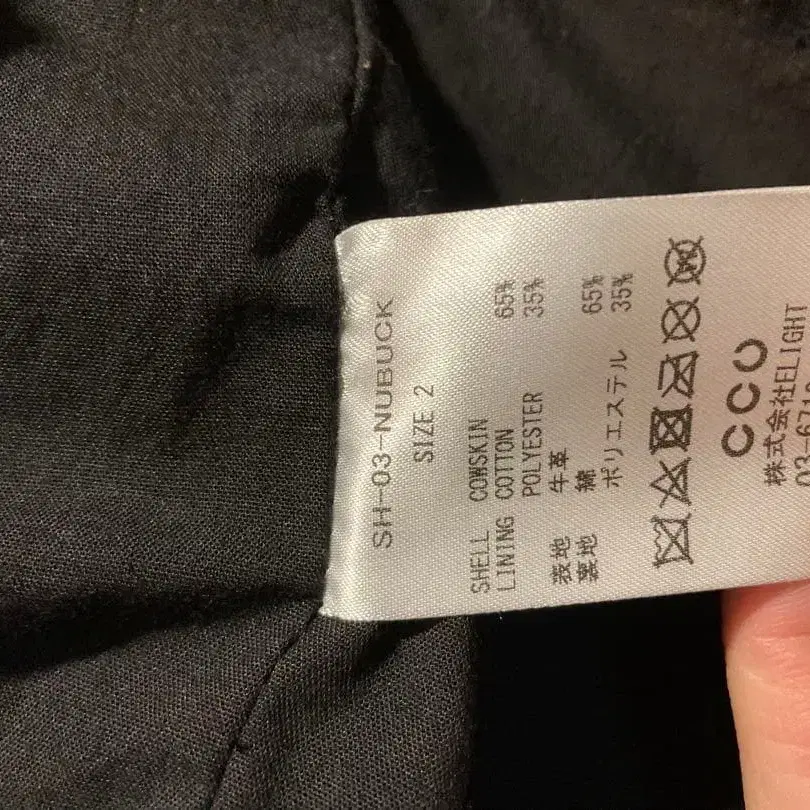 SH-03-NUBUCK
SIZE 2
SHELL COWSKIN
LINING COTTON 65%
POLYESTER 35%
表地 牛革
裏地 綿 65%
ポリエステル 35%
CCU
株式会社ELIGHT